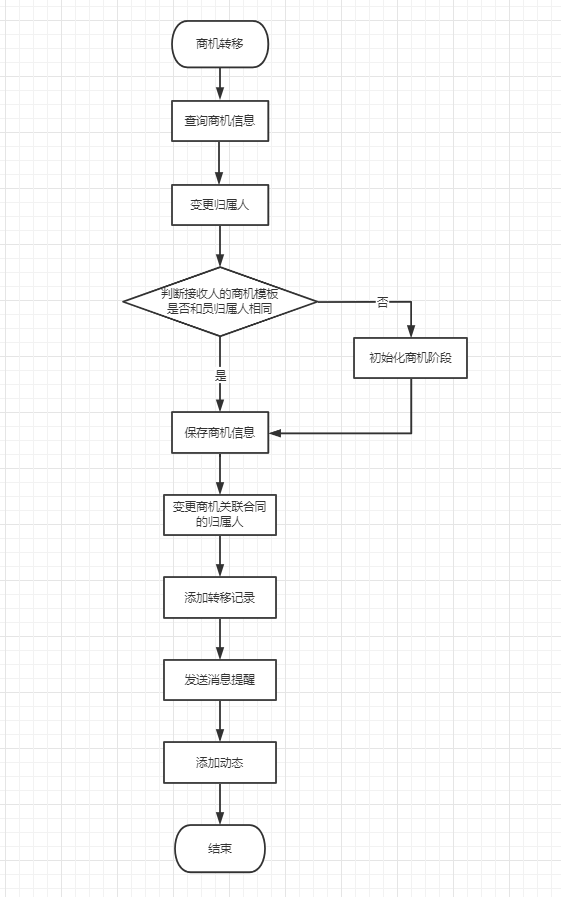 商机转移
查询商机信息
变更归属人
判断接收人的商机模板
是否和员归属人相同
否
初始化商机阶段
是
保存商机信息
变更商机关联合同
的归属人
添加转移记录
发送消息提醒
添加动态
结束